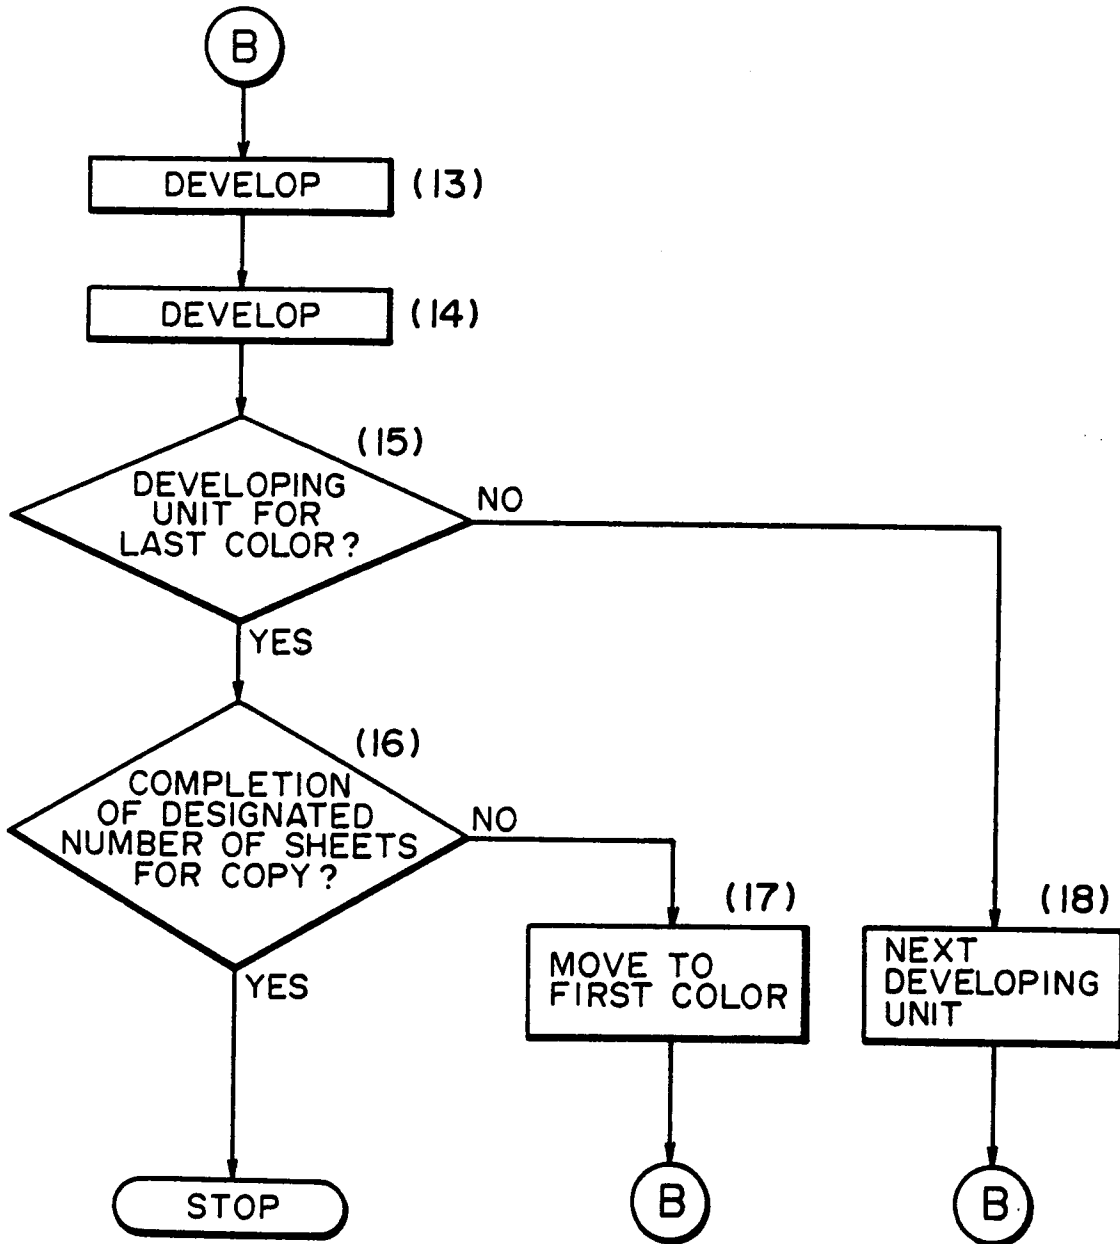 B
DEVELOP (13)
DEVELOP (14)
(15)
DEVELOPING
UNIT FOR
LAST COLOR?
NO
YES
(16)
COMPLETION
OF DESIGNATED
NUMBER OF SHEETS
FOR COPY?
NO
YES
(17)
MOVE TO
FIRST COLOR
(18)
NEXT
DEVELOPING
UNIT
STOP
B
B